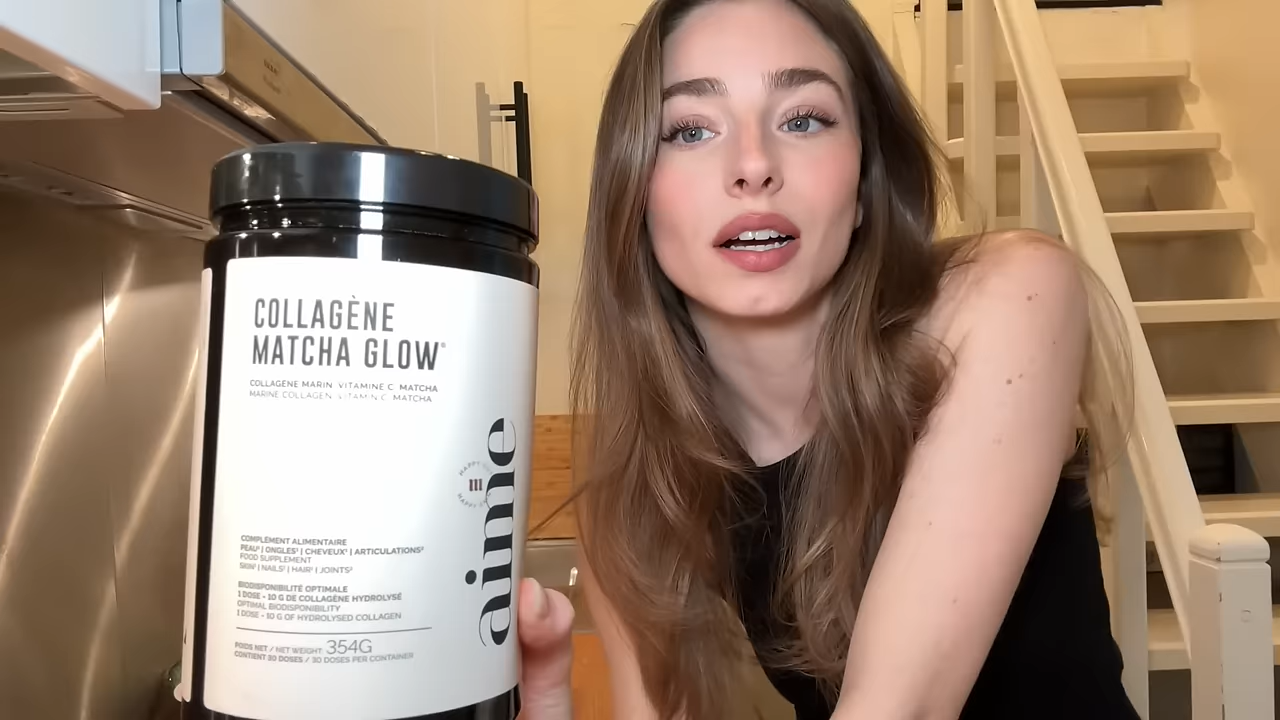 COLLAGÈNE
MATCHA GLOW®
COLLAGÈNE MARIN VITAMINE C MATCHA
MARINE COLLAGEN VITAMIN C MATCHA
aime
HAPPY
HAPPY
COMPLÉMENT ALIMENTAIRE
PEAU¹ | ONGLES¹ | CHEVEUX¹ | ARTICULATIONS²
FOOD SUPPLEMENT
SKIN¹ | NAILS¹ | HAIR¹ | JOINTS²
BIODISPONIBILITÉ OPTIMALE
1 DOSE = 10 G DE COLLAGÈNE HYDROLYSÉ
OPTIMAL BIODISPONIBILITY
1 DOSE = 10 G OF HYDROLYSED COLLAGEN
POIDS NET / NET WEIGHT 354G
CONTIENT 30 DOSES / 30 DOSES PER CONTAINER